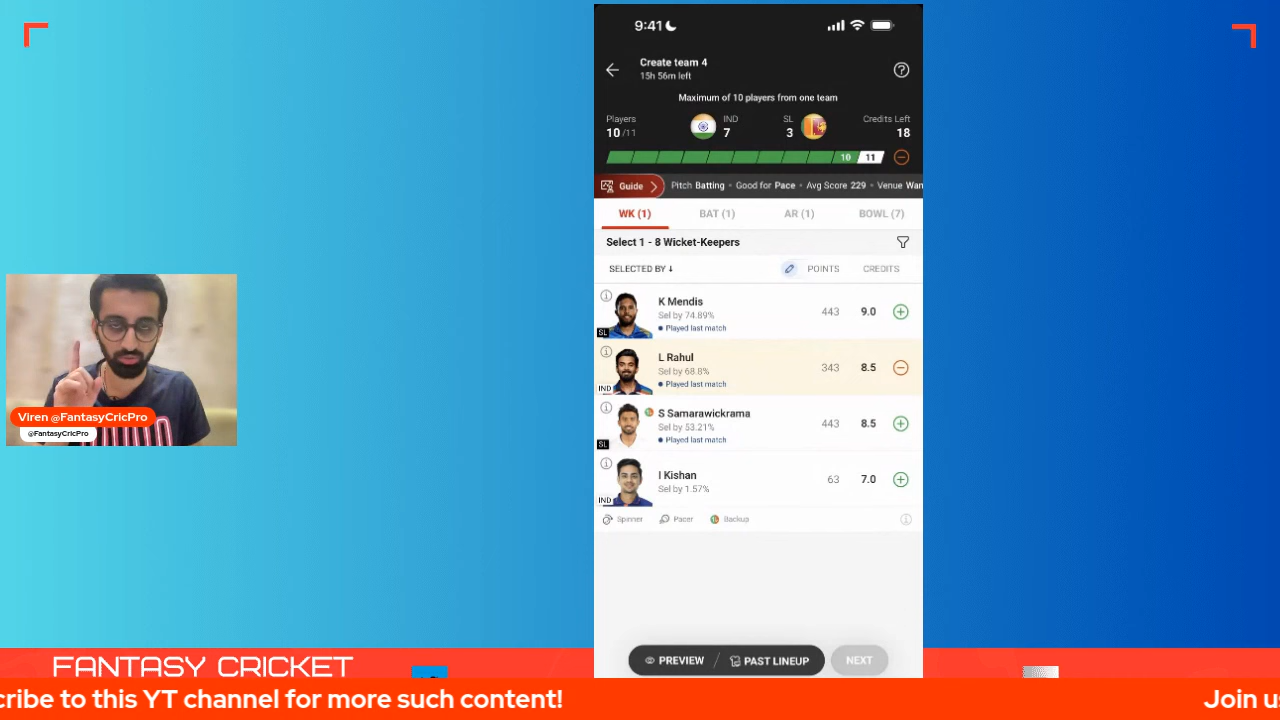 9:41
Create team 4
15h 56m left
Maximum of 10 players from one team
Players
10/11
IND
7
SL
3
Credits Left
18
10
11
Guide
Pitch Batting • Good for Pace • Avg Score 229 • Venue Wan
WK (1)
BAT (1)
AR (1)
BOWL (7)
Select 1 - 8 Wicket-Keepers
SELECTED BY ↓
POINTS
CREDITS
K Mendis
Sel by 74.89%
Played last match
SL
443
9.0
L Rahul
Sel by 68.8%
Played last match
IND
343
8.5
S Samarawickrama
Sel by 53.21%
Played last match
SL
443
8.5
I Kishan
Sel by 1.57%
IND
63
7.0
Spinner
Pacer
Backup
PREVIEW
PAST LINEUP
NEXT
Viren @FantasyCricPro
@FantasyCricPro
FANTASY CRICKET
cribe to this YT channel for more such content!
Join u